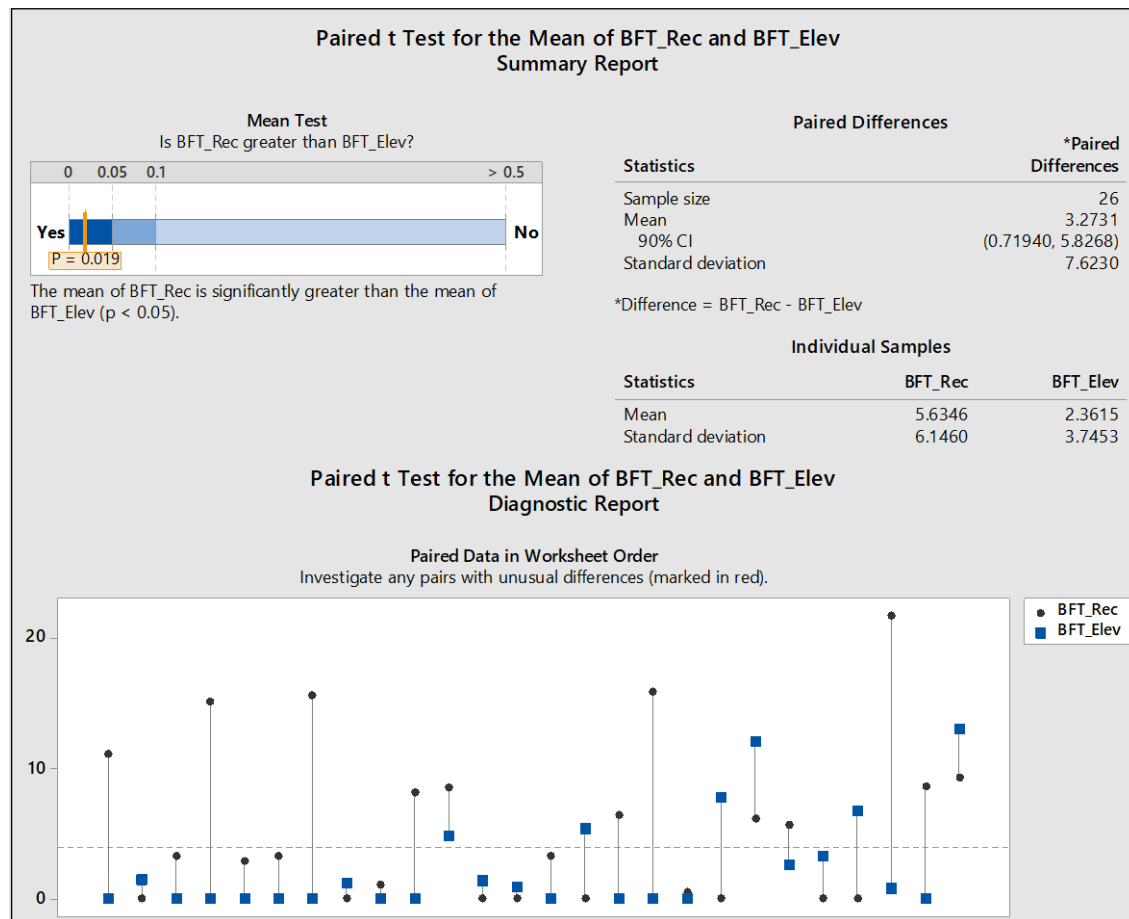 Paired t Test for the Mean of BFT_Rec and BFT_Elev
Summary Report
Mean Test
Is BFT_Rec greater than BFT_Elev?
0 0.05 0.1 > 0.5
Yes No
P = 0.019
The mean of BFT_Rec is significantly greater than the mean of
BFT_Elev (p < 0.05).
Paired Differences
*Paired
Statistics Differences
Sample size 26
Mean 3.2731
90% CI (0.71940, 5.8268)
Standard deviation 7.6230
*Difference = BFT_Rec - BFT_Elev
Individual Samples
Statistics BFT_Rec BFT_Elev
Mean 5.6346 2.3615
Standard deviation 6.1460 3.7453
Paired t Test for the Mean of BFT_Rec and BFT_Elev
Diagnostic Report
Paired Data in Worksheet Order
Investigate any pairs with unusual differences (marked in red).
BFT_Rec
BFT_Elev
20
10
0